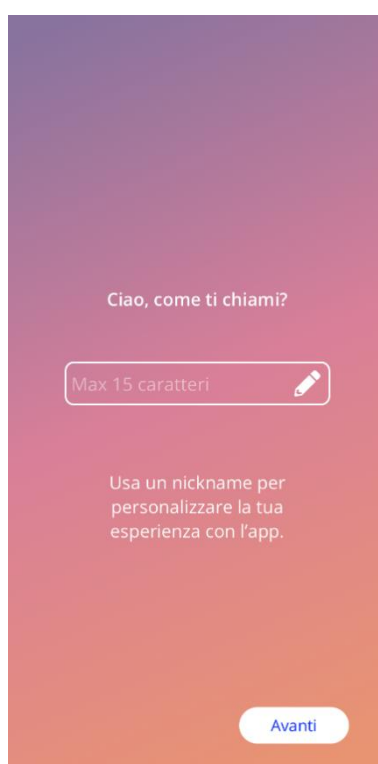 Ciao, come ti chiami?
Max 15 caratteri
Usa un nickname per
personalizzare la tua
esperienza con l’app.
Avanti